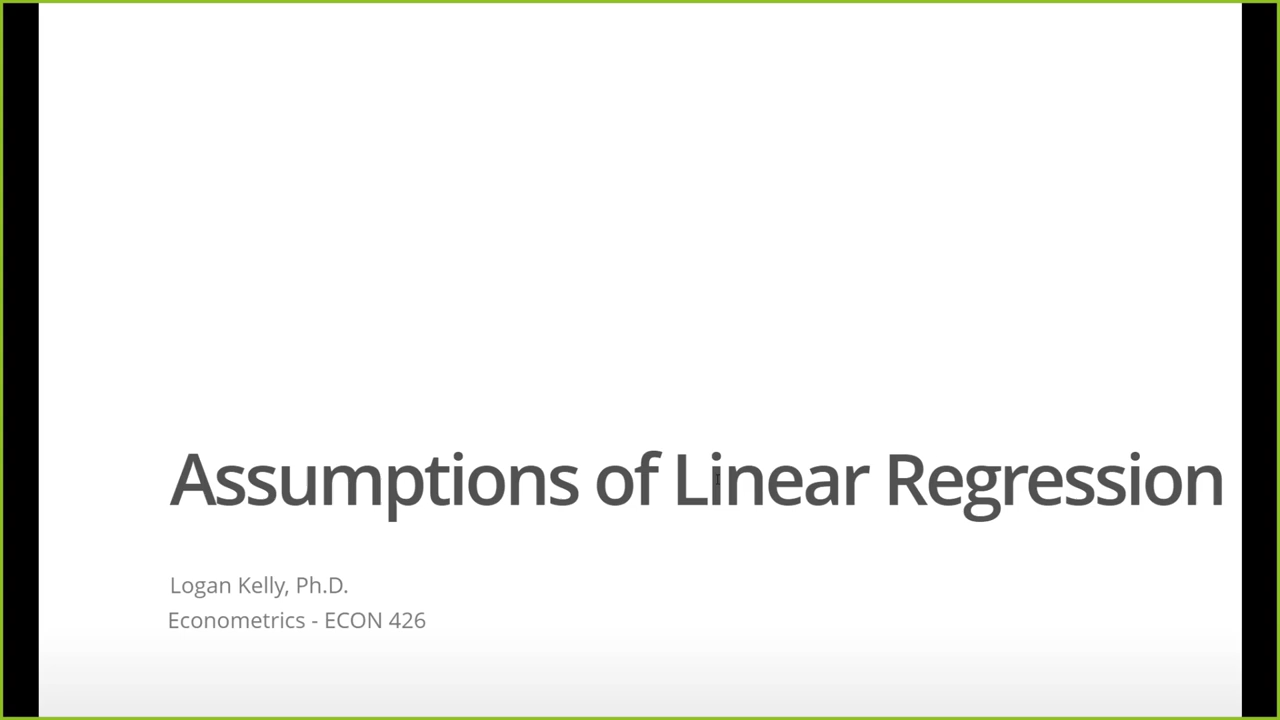 Assumptions of Linear Regression
Logan Kelly, Ph.D.
Econometrics - ECON 426